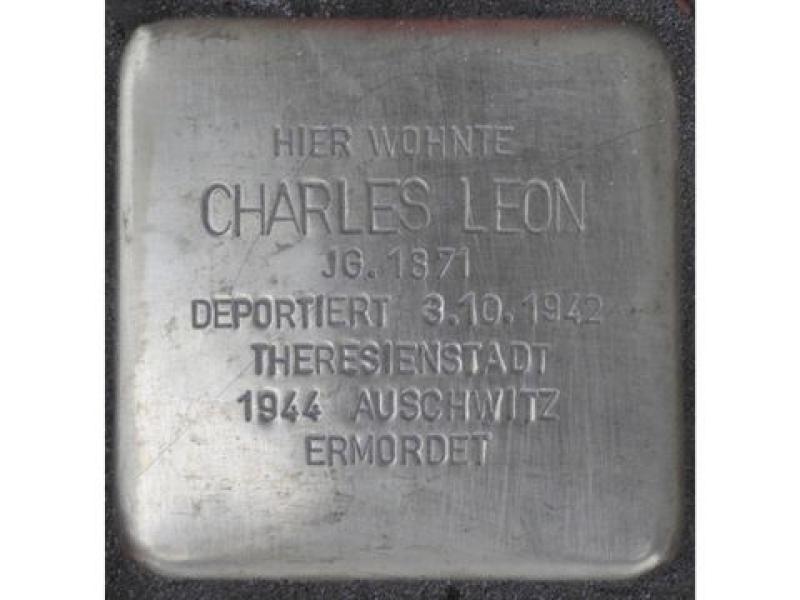 HIER WOHNTE
CHARLES LEON
JG. 1871
DEPORTIERT 3.10.1942
THERESIENSTADT
1944 AUSCHWITZ
ERMORDET